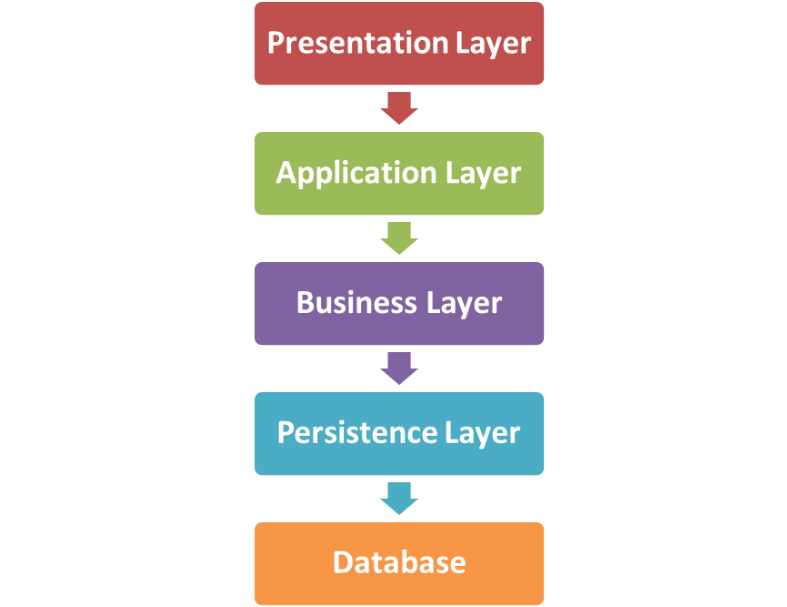 Presentation Layer
Application Layer
Business Layer
Persistence Layer
Database